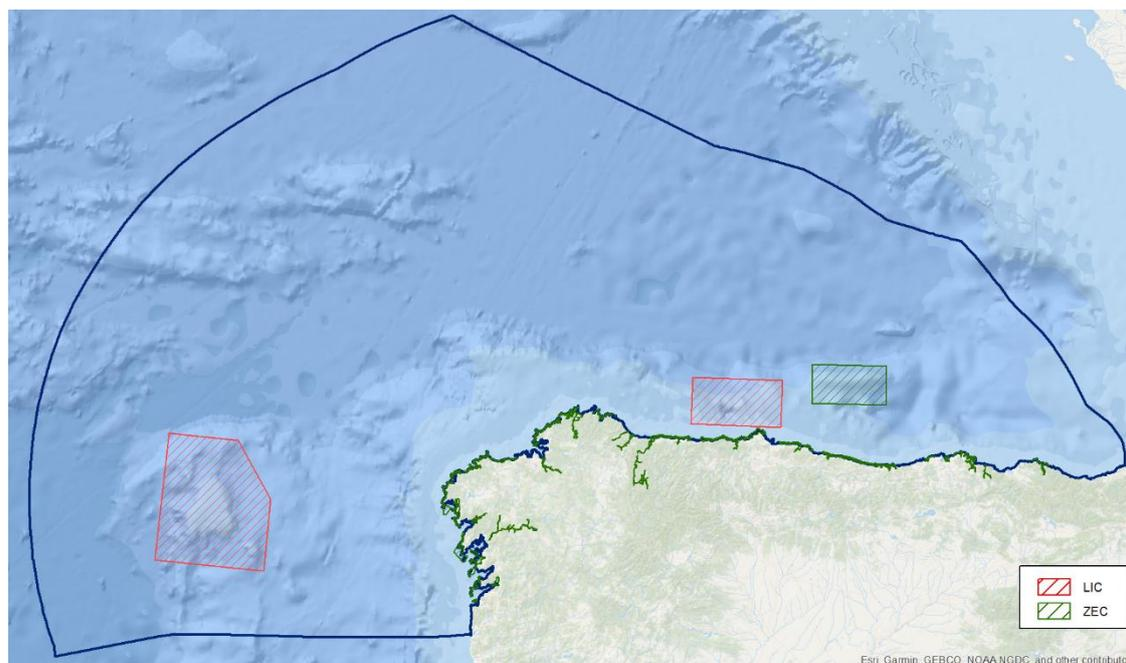 LIC
ZEC
Esri, Garmin, GEBCO, NOAA NGDC, and other contributo